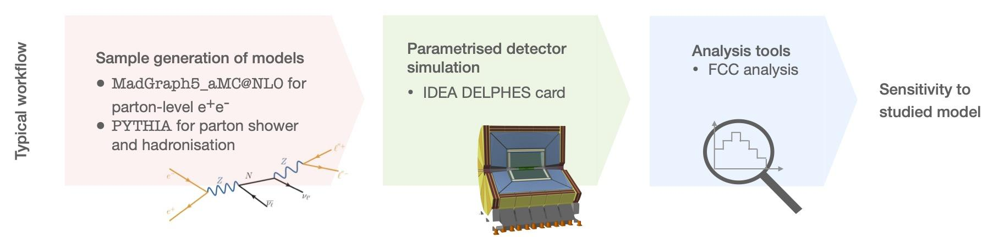 Typical workflow
Sample generation of models
• MadGraph5_aMC@NLO for
parton-level e⁺e⁻
• PYTHIA for parton shower
and hadronisation
e⁻
e⁺
Z
N
Z
Parametrised detector
simulation
• IDEA DELPHES card
Analysis tools
• FCC analysis
Sensitivity to
studied model